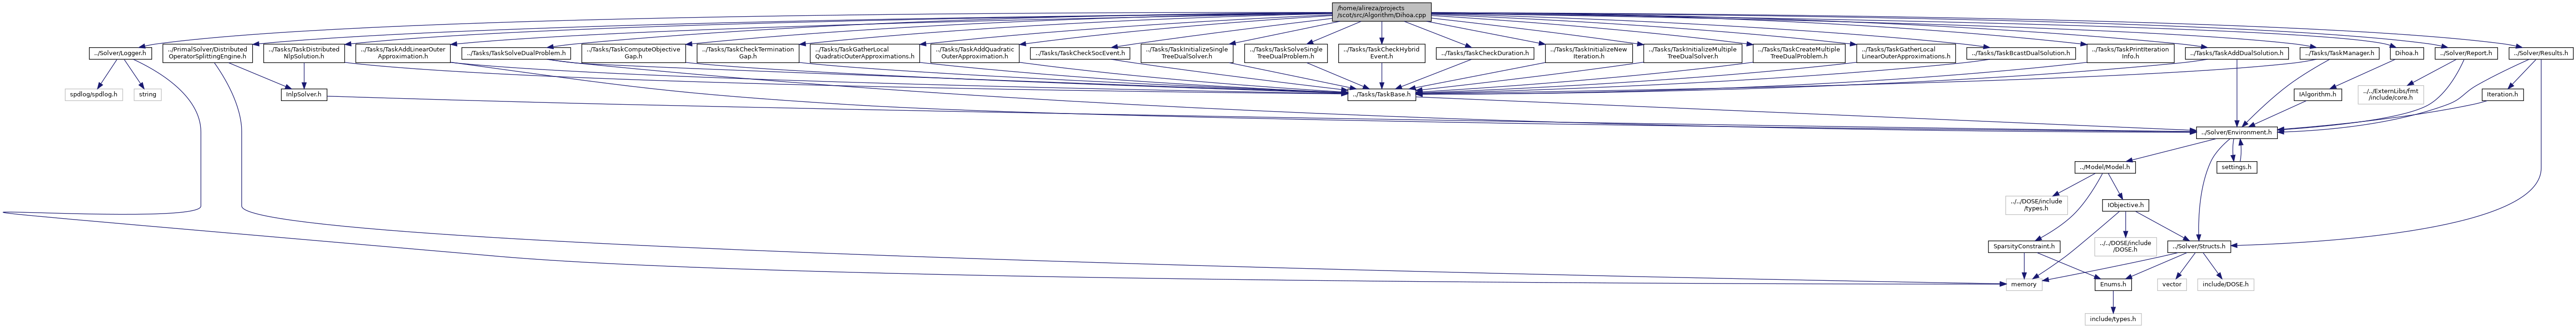 /home/alireza/projects
/scot/src/Algorithm/Dihoa.cpp
../Solver/Logger.h
../PrimalSolver/Distributed
OperatorSplittingEngine.h
../Tasks/TaskDistributed
NlpSolution.h
../Tasks/TaskAddLinearOuter
Approximation.h
../Tasks/TaskSolveDualProblem.h
../Tasks/TaskComputeObjective
Gap.h
../Tasks/TaskCheckTermination
Gap.h
../Tasks/TaskGatherLocal
QuadraticOuterApproximations.h
../Tasks/TaskAddQuadratic
OuterApproximation.h
../Tasks/TaskCheckSocEvent.h
../Tasks/TaskInitializeSingle
TreeDualSolver.h
../Tasks/TaskSolveSingle
TreeDualProblem.h
../Tasks/TaskCheckHybrid
Event.h
../Tasks/TaskCheckDuration.h
../Tasks/TaskInitializeNew
Iteration.h
../Tasks/TaskInitializeMultiple
TreeDualSolver.h
../Tasks/TaskCreateMultiple
TreeDualProblem.h
../Tasks/TaskGatherLocal
LinearOuterApproximations.h
../Tasks/TaskBcastDualSolution.h
../Tasks/TaskPrintIteration
Info.h
../Tasks/TaskAddDualSolution.h
../Tasks/TaskManager.h
Dihoa.h
../Solver/Report.h
../Solver/Results.h
spdlog/spdlog.h
string
InlpSolver.h
../Tasks/TaskBase.h
IAlgorithm.h
../../ExternLibs/fmt
/include/core.h
Iteration.h
../Solver/Environment.h
../Model/Model.h
settings.h
../../DOSE/include
/types.h
IObjective.h
SparsityConstraint.h
../../DOSE/include
/DOSE.h
../Solver/Structs.h
memory
Enums.h
vector
include/DOSE.h
include/types.h